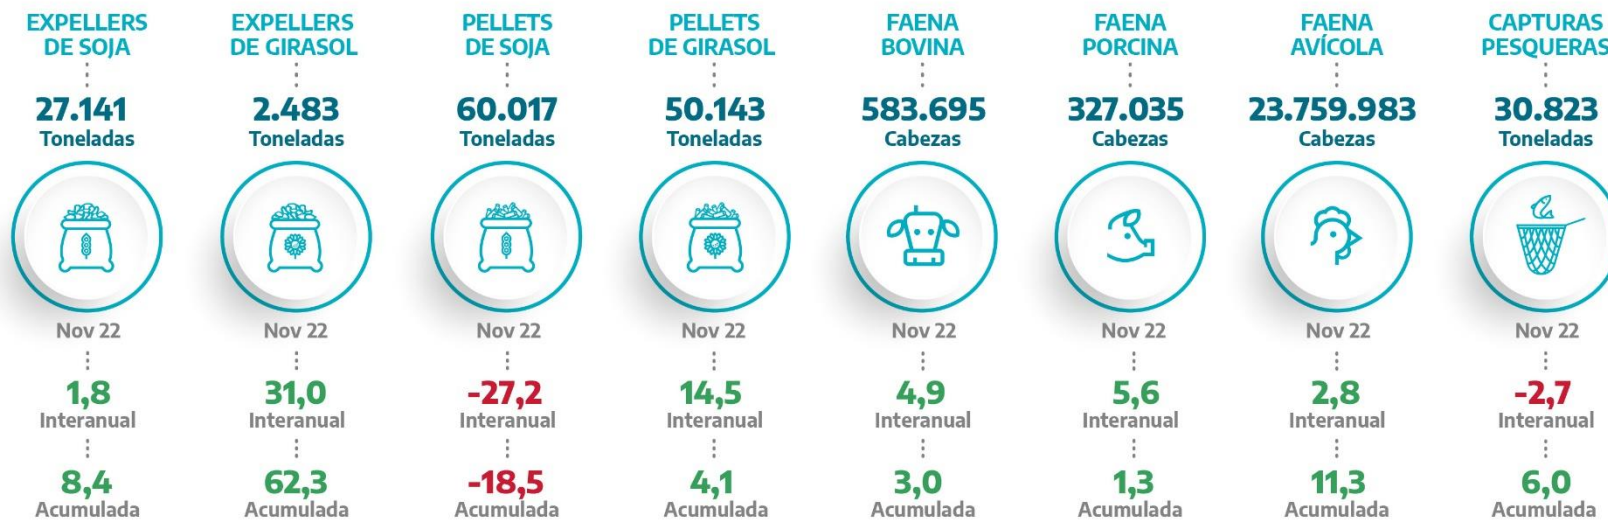 EXPELLERS
DE SOJA
27.141
Toneladas
Nov 22
1,8
Interanual
8,4
Acumulada
EXPELLERS
DE GIRASOL
2.483
Toneladas
Nov 22
31,0
Interanual
62,3
Acumulada
PELLETS
DE SOJA
60.017
Toneladas
Nov 22
-27,2
Interanual
-18,5
Acumulada
PELLETS
DE GIRASOL
50.143
Toneladas
Nov 22
14,5
Interanual
4,1
Acumulada
FAENA
BOVINA
583.695
Cabezas
Nov 22
4,9
Interanual
3,0
Acumulada
FAENA
PORCINA
327.035
Cabezas
Nov 22
5,6
Interanual
1,3
Acumulada
FAENA
AVÍCOLA
23.759.983
Cabezas
Nov 22
2,8
Interanual
11,3
Acumulada
CAPTURAS
PESQUERAS
30.823
Toneladas
Nov 22
-2,7
Interanual
6,0
Acumulada